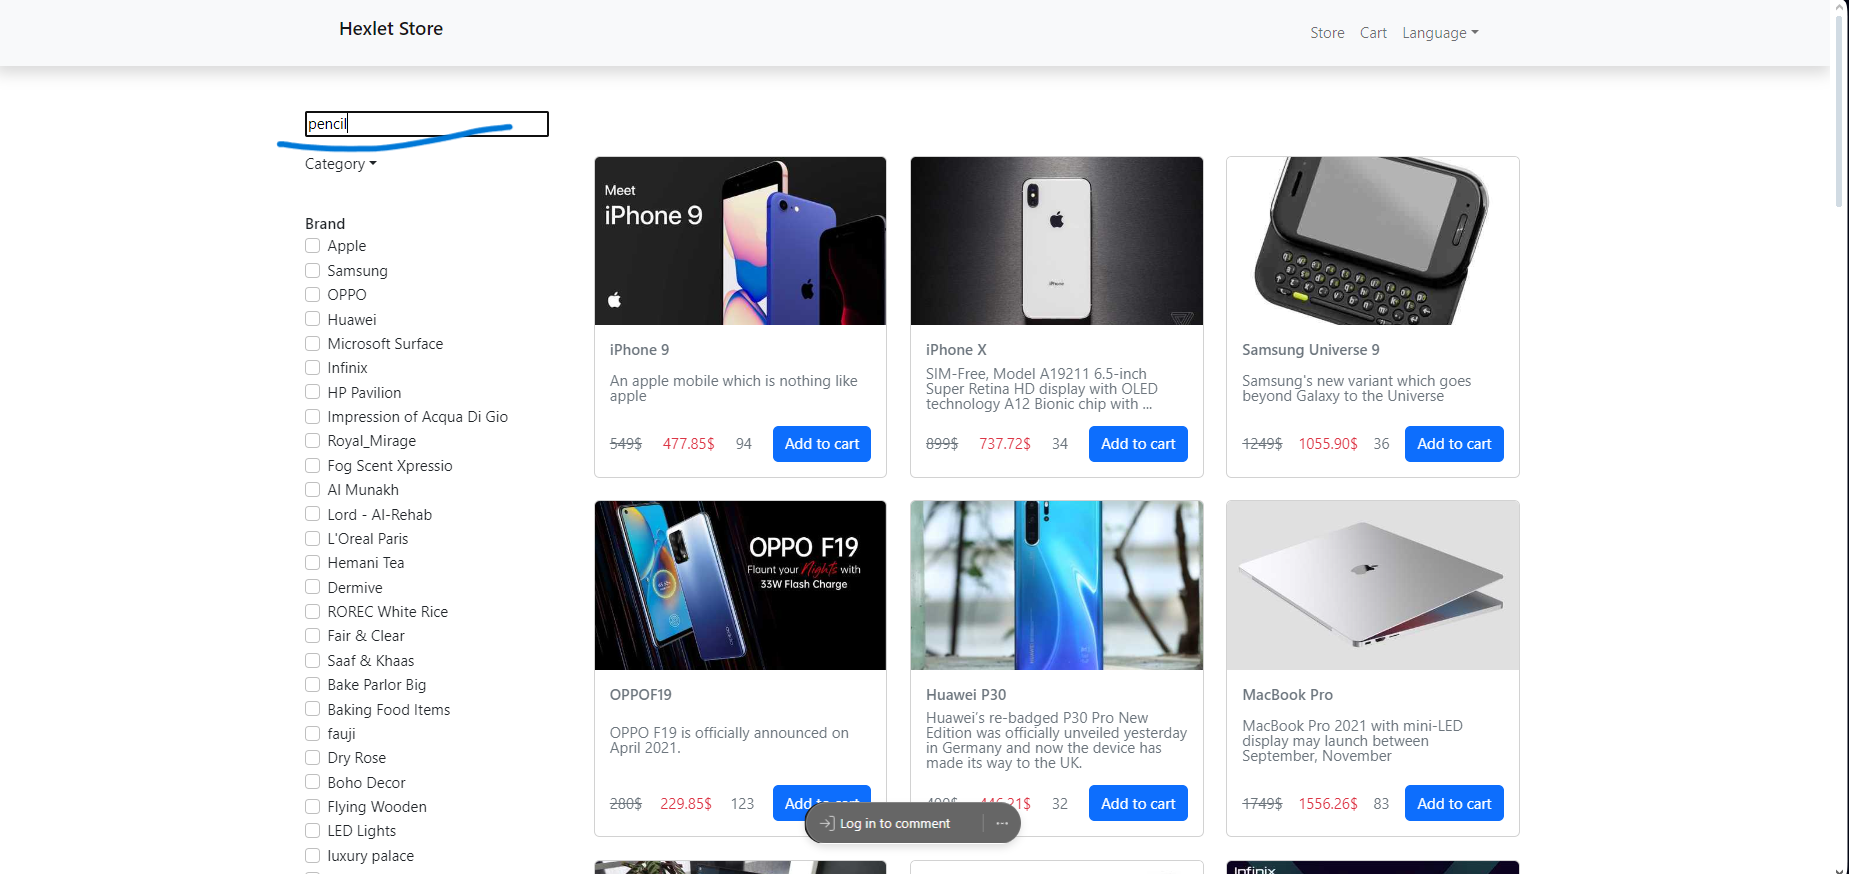 Hexlet Store
Store Cart Language
pencil
Category
Brand
Apple
Samsung
OPPO
Huawei
Microsoft Surface
Infinix
HP Pavilion
Impression of Acqua Di Gio
Royal_Mirage
Fog Scent Xpressio
Al Munakh
Lord - Al-Rehab
L'Oreal Paris
Hemani Tea
Dermive
ROREC White Rice
Fair & Clear
Saaf & Khaas
Bake Parlor Big
Baking Food Items
fauji
Dry Rose
Boho Decor
Flying Wooden
LED Lights
luxury palace
Meet
iPhone 9
iPhone 9
An apple mobile which is nothing like
apple
549$ 477.85$ 94 Add to cart
iPhone
iPhone X
SIM-Free, Model A19211 6.5-inch
Super Retina HD display with OLED
technology A12 Bionic chip with ...
899$ 737.72$ 34 Add to cart
Samsung Universe 9
Samsung's new variant which goes
beyond Galaxy to the Universe
1249$ 1055.90$ 36 Add to cart
OPPO F19
Flaunt your Nights with
33W Flash Charge
OPPOF19
OPPO F19 is officially announced on
April 2021.
280$ 229.85$ 123 Add to cart
Huawei P30
Huawei’s re-badged P30 Pro New
Edition was officially unveiled yesterday
in Germany and now the device has
made its way to the UK.
32 Add to cart
MacBook Pro
MacBook Pro 2021 with mini-LED
display may launch between
September, November
1749$ 1556.26$ 83 Add to cart
Log in to comment
Infinix